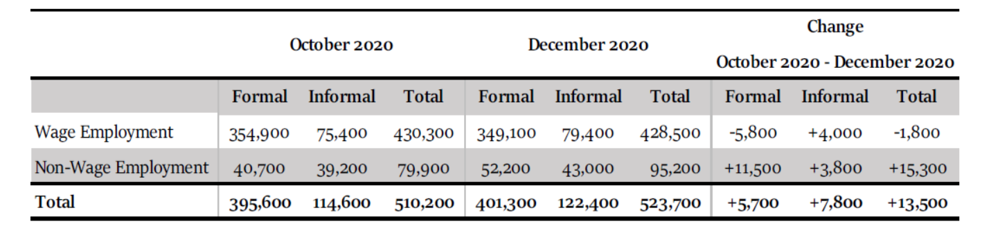 Change
October 2020 December 2020
October 2020 - December 2020
Formal Informal Total Formal Informal Total Formal Informal Total
Wage Employment 354,900 75,400 430,300 349,100 79,400 428,500 -5,800 +4,000 -1,800
Non-Wage Employment 40,700 39,200 79,900 52,200 43,000 95,200 +11,500 +3,800 +15,300
Total 395,600 114,600 510,200 401,300 122,400 523,700 +5,700 +7,800 +13,500